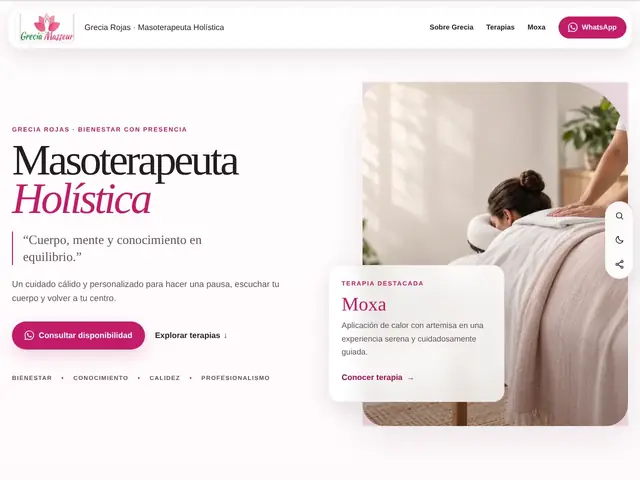 Grecia Masseur
Grecia Rojas · Masoterapeuta Holística
Sobre Grecia
Terapias
Moxa
WhatsApp
GRECIA ROJAS · BIENESTAR CON PRESENCIA
Masoterapeuta
Holística
“Cuerpo, mente y conocimiento en
equilibrio.”
Un cuidado cálido y personalizado para hacer una pausa, escuchar tu
cuerpo y volver a tu centro.
Consultar disponibilidad
Explorar terapias ↓
BIENESTAR • CONOCIMIENTO • CALIDEZ • PROFESIONALISMO
TERAPIA DESTACADA
Moxa
Aplicación de calor con artemisa en una
experiencia serena y cuidadosamente
guiada.
Conocer terapia →